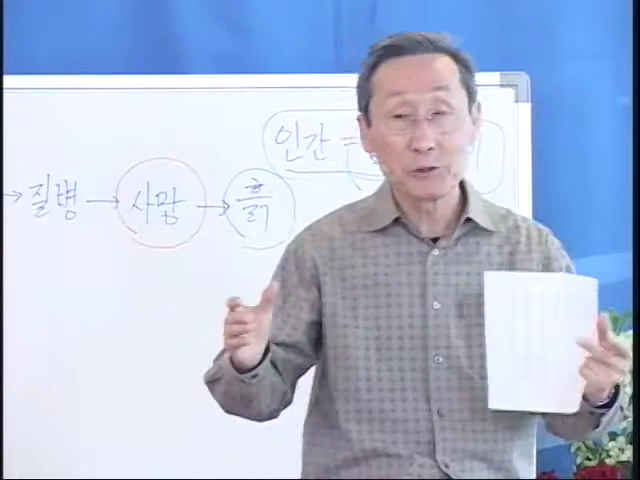 인간 =
→ 질병 → 사망 → 흙